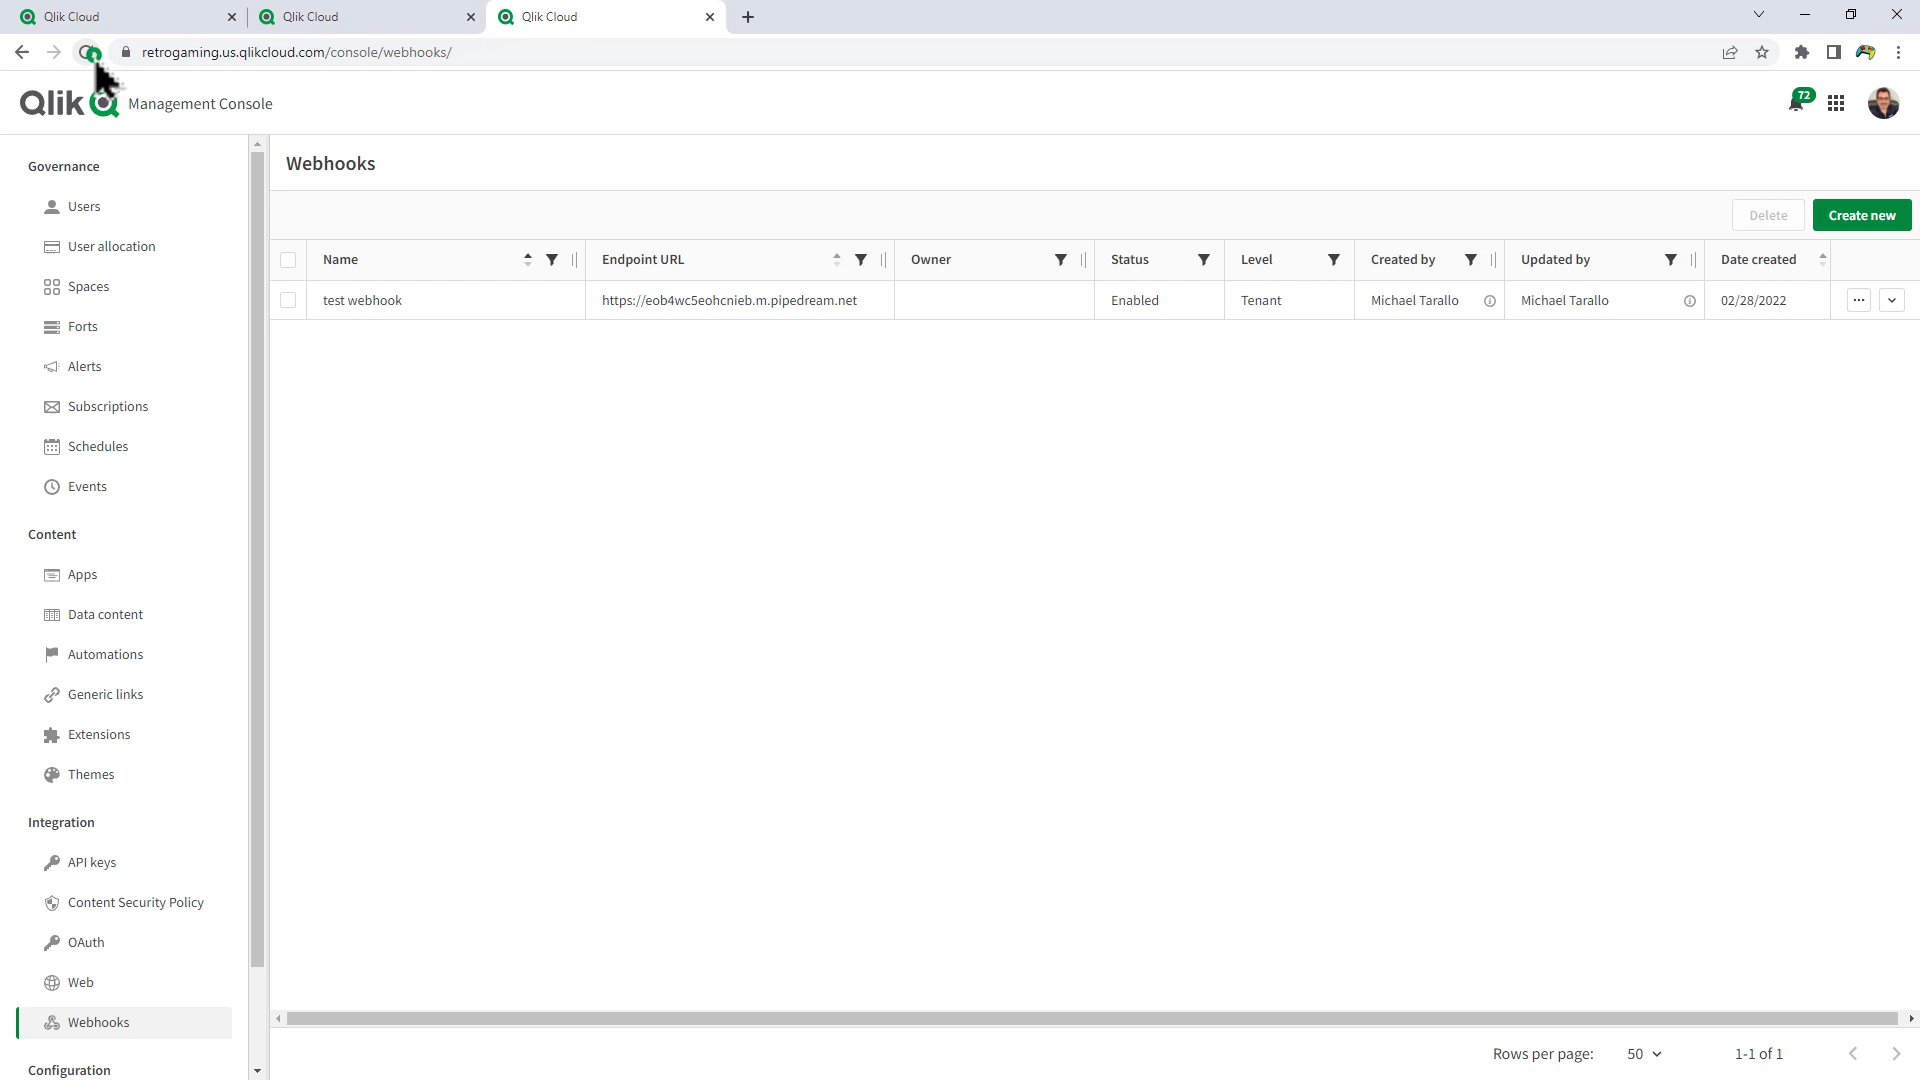 Qlik Cloud
Qlik Cloud
Qlik Cloud
retrogaming.us.qlikcloud.com/console/webhooks/
Qlik Management Console
72
Governance
Users
User allocation
Spaces
Forts
Alerts
Subscriptions
Schedules
Events
Content
Apps
Data content
Automations
Generic links
Extensions
Themes
Integration
API keys
Content Security Policy
OAuth
Web
Webhooks
Configuration
Webhooks
Delete Create new
Name Endpoint URL Owner Status Level Created by Updated by Date created
test webhook https://eob4wc5eohcnieb.m.pipedream.net Enabled Tenant Michael Tarallo Michael Tarallo 02/28/2022
Rows per page: 50 1-1 of 1